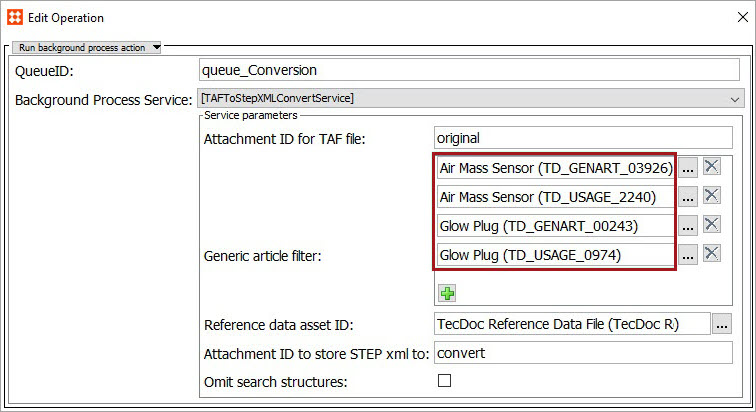 Edit Operation
Run background process action
QueueID:
queue_Conversion
Background Process Service:
[TAFToStepXMLConvertService]
Service parameters
Attachment ID for TAF file:
original
Air Mass Sensor (TD_GENART_03926)
...
Air Mass Sensor (TD_USAGE_2240)
...
Glow Plug (TD_GENART_00243)
...
Generic article filter:
Glow Plug (TD_USAGE_0974)
...
Reference data asset ID:
TecDoc Reference Data File (TecDoc R)
...
Attachment ID to store STEP xml to:
convert
Omit search structures: